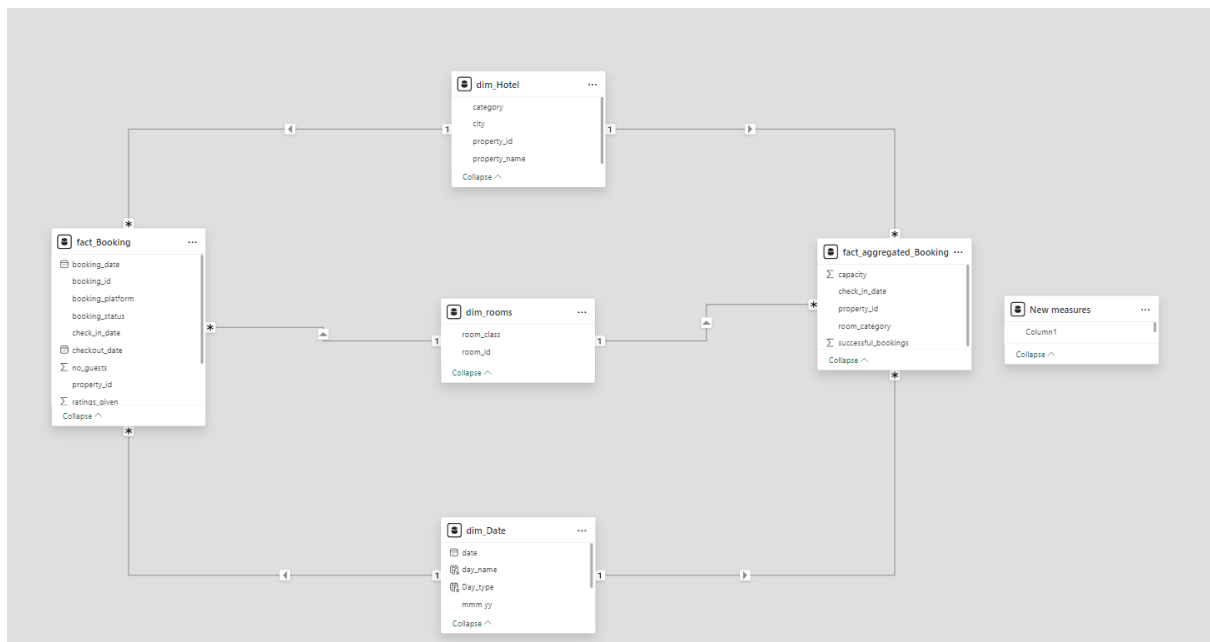 dim_Hotel
category
city
property_id
property_name
Collapse
1
1
*
*
fact_Booking
booking_date
booking_id
booking_platform
booking_status
check_in_date
checkout_date
Σ no_guests
property_id
Σ ratings_given
Collapse
*
*
dim_rooms
room_class
room_id
Collapse
1
1
*
fact_aggregated_Booking
Σ capacity
check_in_date
property_id
room_category
Σ successful_bookings
Collapse
*
New measures
Column1
Collapse
dim_Date
date
day_name
Day_type
mmm yy
Collapse
1
1